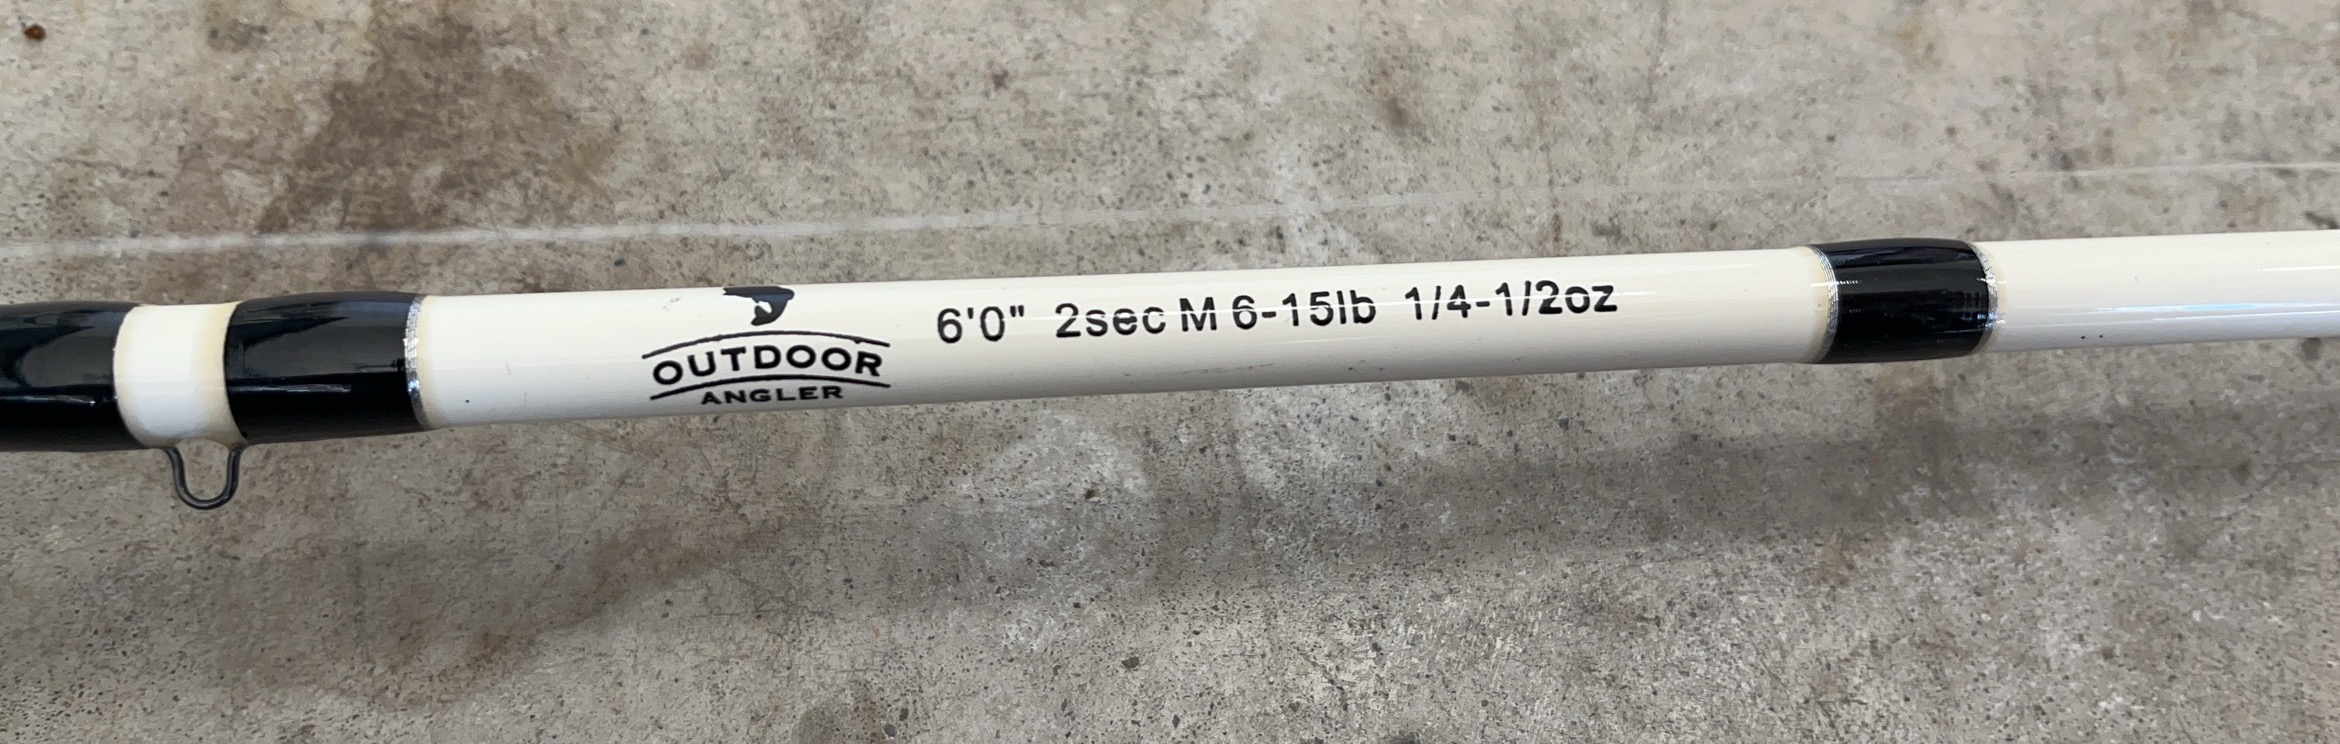 OUTDOOR
ANGLER
6'0" 2sec M 6-15lb 1/4-1/2oz